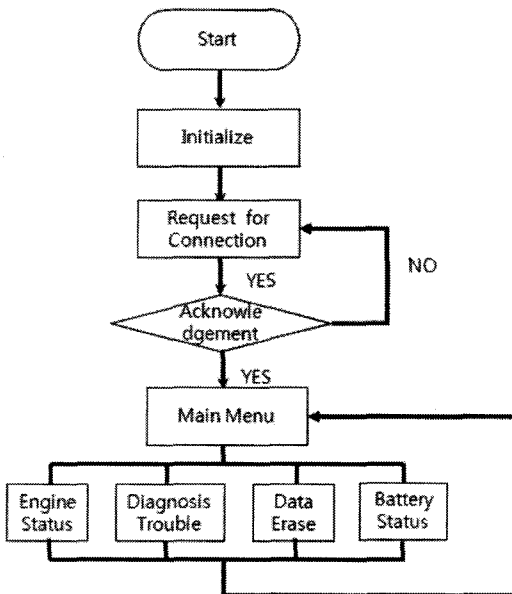 Start
Initialize
Request for
Connection
YES
NO
Acknowle
dgement
YES
Main Menu
Engine
Status
Diagnosis
Trouble
Data
Erase
Battery
Status